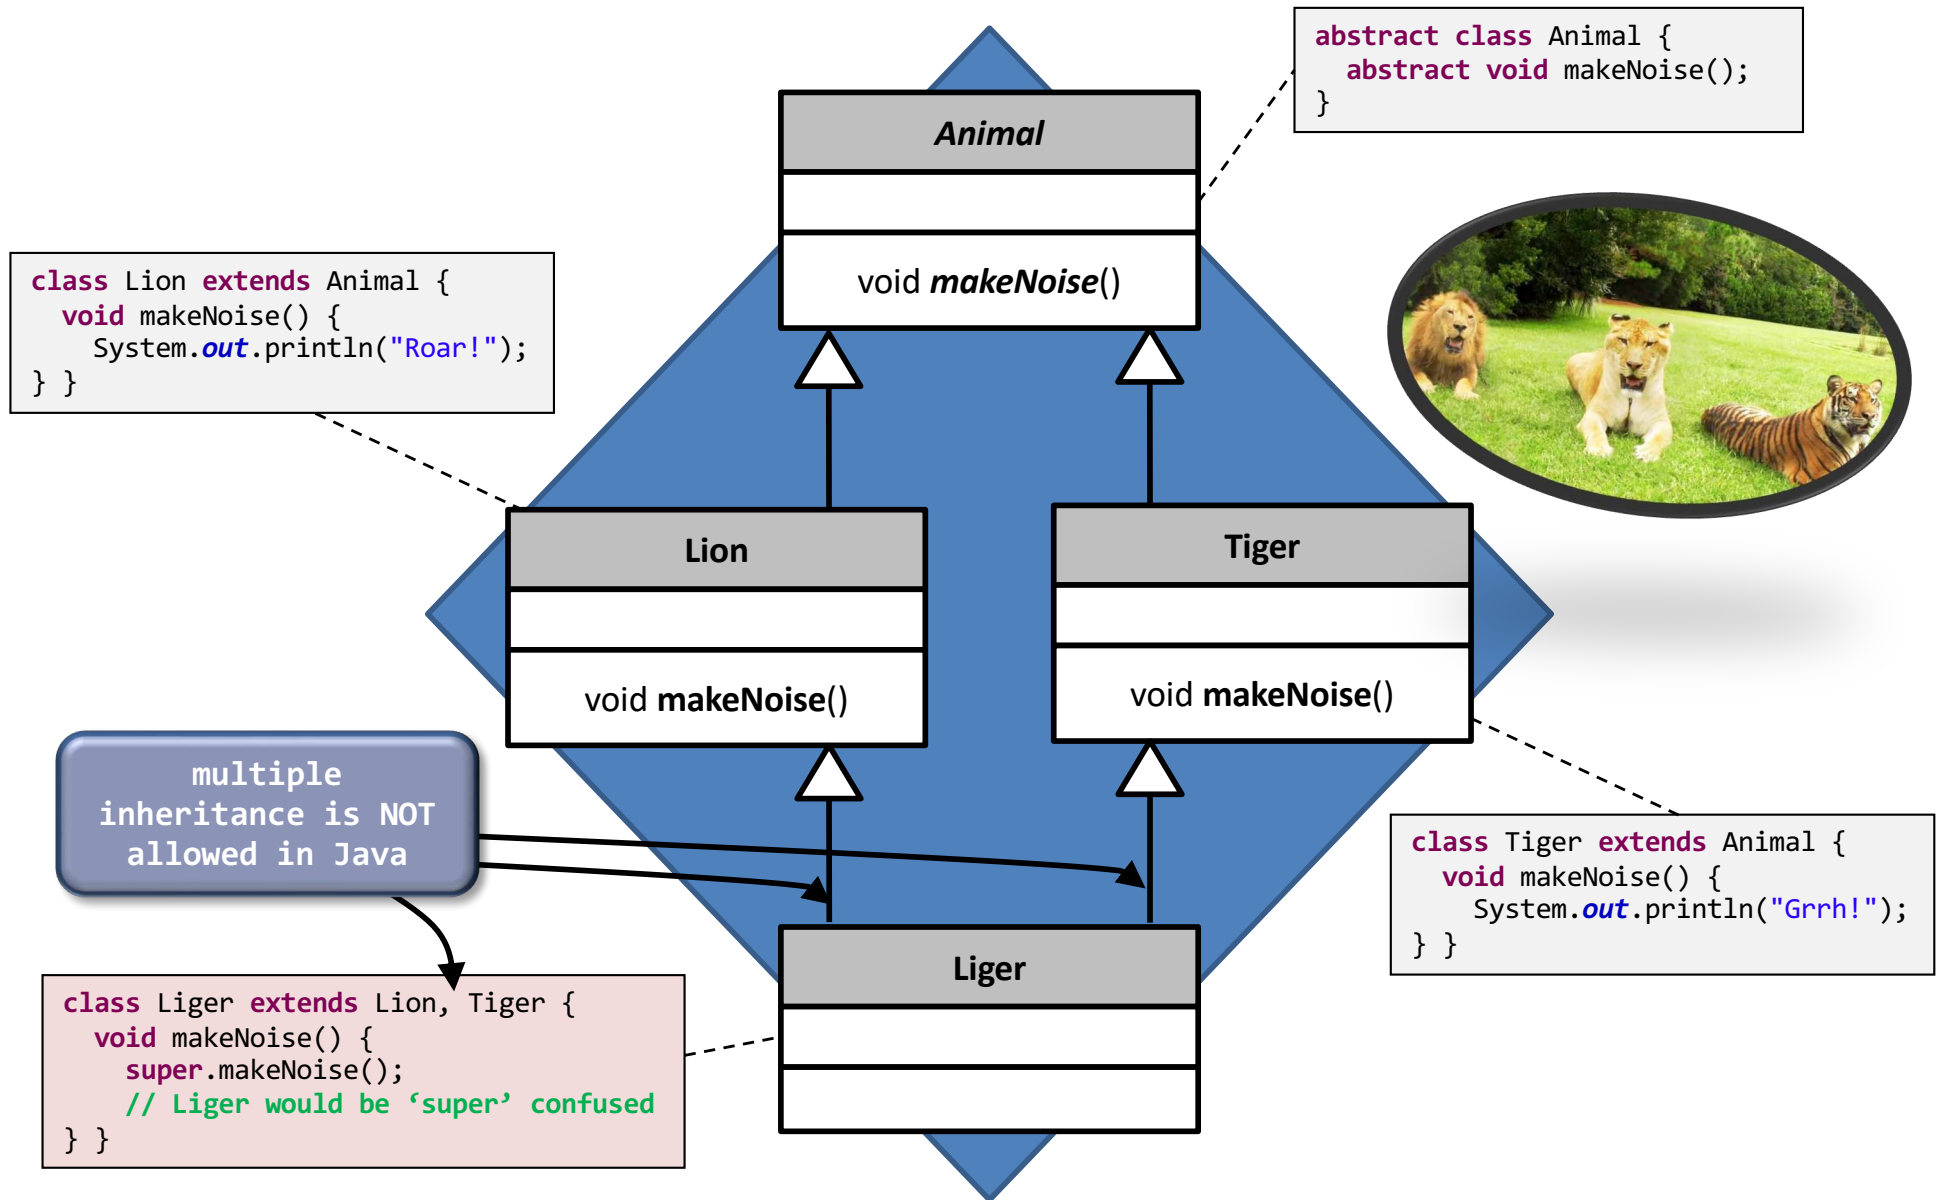 abstract class Animal {
abstract void makeNoise();
}
Animal
void makeNoise()
class Lion extends Animal {
void makeNoise() {
System.out.println("Roar!");
} }
Lion
void makeNoise()
Tiger
void makeNoise()
multiple
inheritance is NOT
allowed in Java
class Tiger extends Animal {
void makeNoise() {
System.out.println("Grrh!");
} }
Liger
class Liger extends Lion, Tiger {
void makeNoise() {
super.makeNoise();
// Liger would be ‘super’ confused
} }